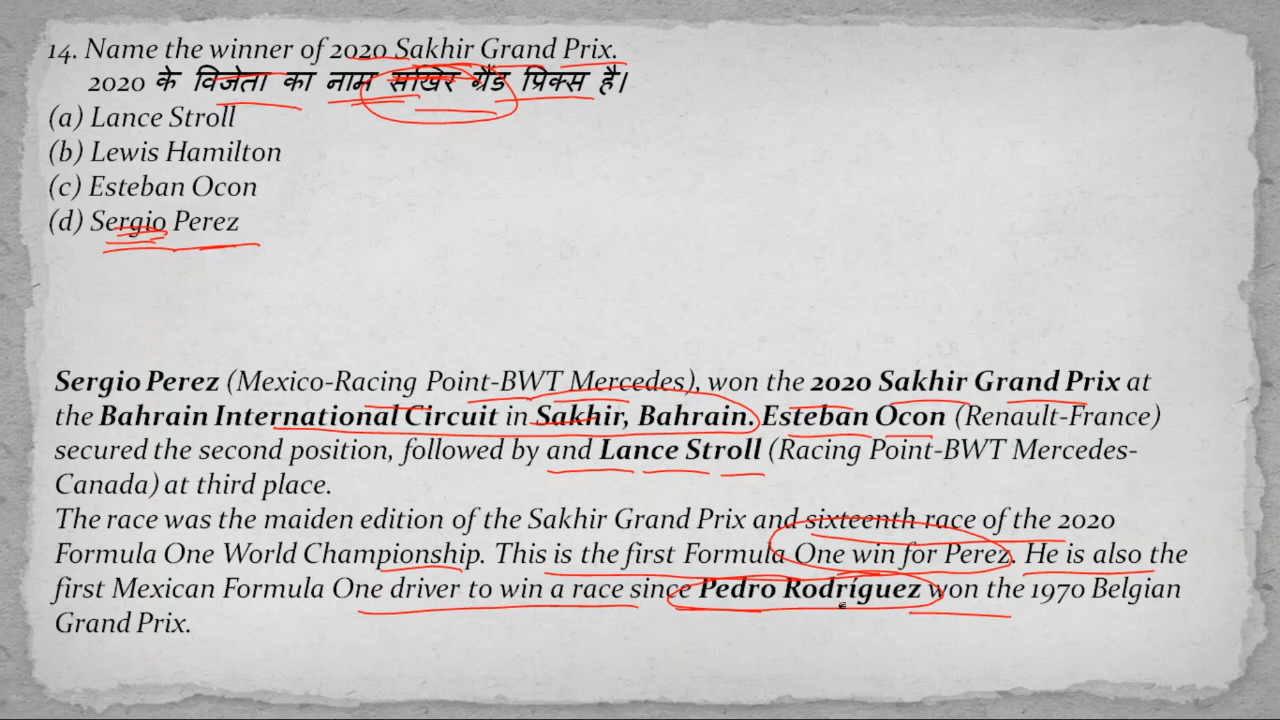 14. Name the winner of 2020 Sakhir Grand Prix.
2020 के विजेता का नाम सखिर ग्रैंड प्रिक्स है।
(a) Lance Stroll
(b) Lewis Hamilton
(c) Esteban Ocon
(d) Sergio Perez
Sergio Perez (Mexico-Racing Point-BWT Mercedes), won the 2020 Sakhir Grand Prix at
the Bahrain International Circuit in Sakhir, Bahrain. Esteban Ocon (Renault-France)
secured the second position, followed by and Lance Stroll (Racing Point-BWT Mercedes-
Canada) at third place.
The race was the maiden edition of the Sakhir Grand Prix and sixteenth race of the 2020
Formula One World Championship. This is the first Formula One win for Perez. He is also the
first Mexican Formula One driver to win a race since Pedro Rodríguez won the 1970 Belgian
Grand Prix.